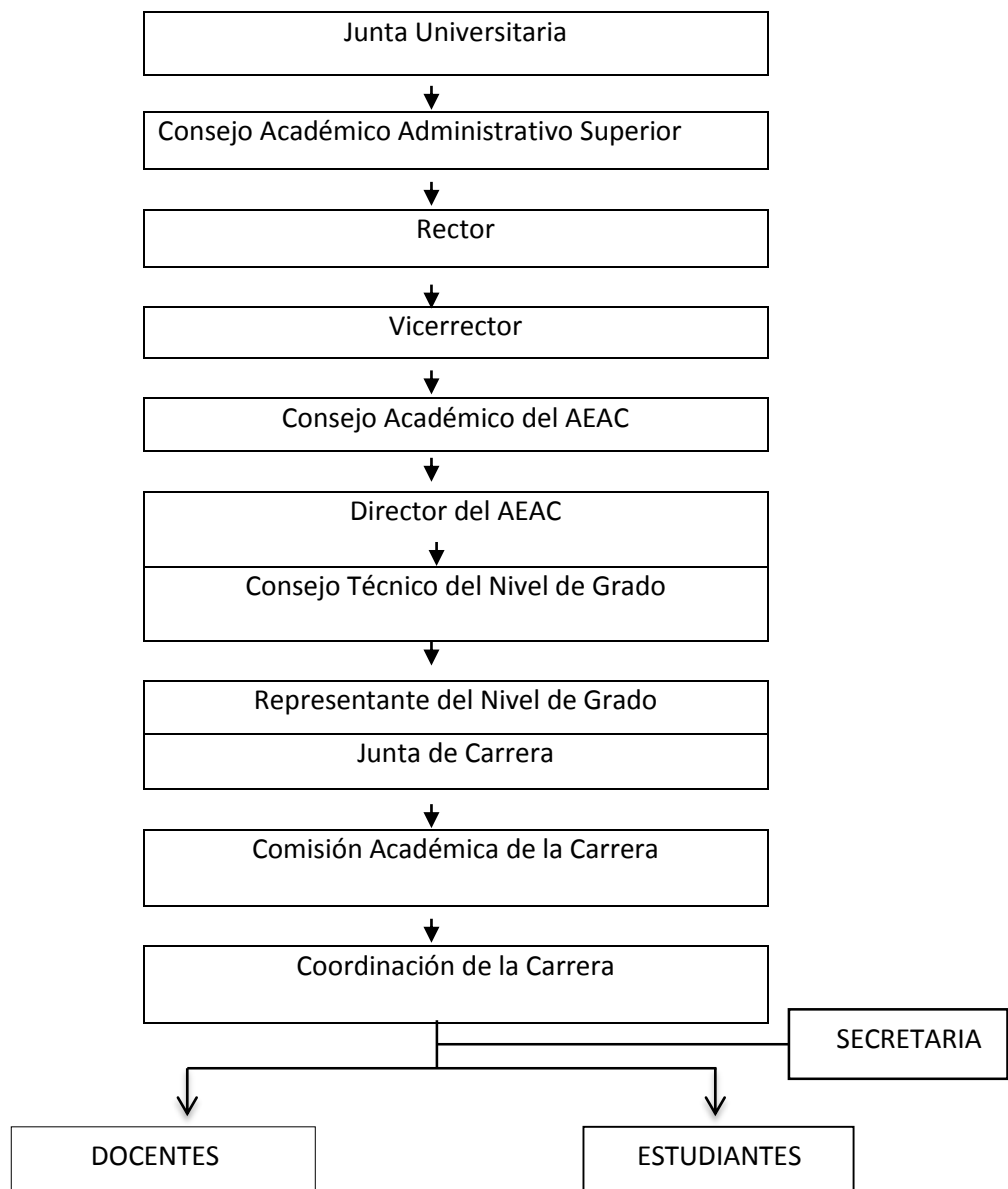 Junta Universitaria
Consejo Académico Administrativo Superior
Rector
Vicerrector
Consejo Académico del AEAC
Director del AEAC
Consejo Técnico del Nivel de Grado
Representante del Nivel de Grado
Junta de Carrera
Comisión Académica de la Carrera
Coordinación de la Carrera
SECRETARIA
DOCENTES
ESTUDIANTES